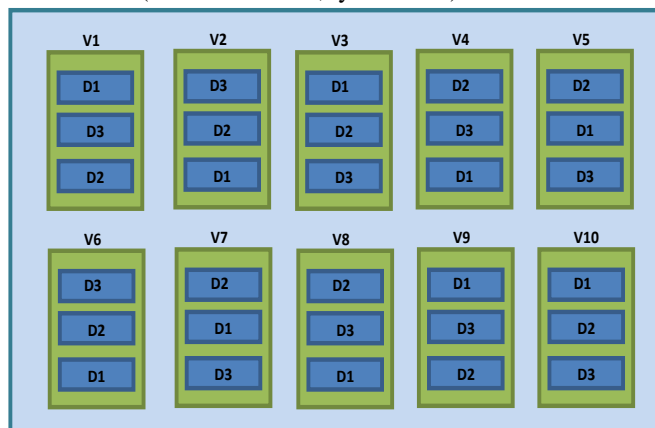 V1 V2 V3 V4 V5
D1 D3 D1 D2 D2
D3 D2 D2 D3 D1
D2 D1 D3 D1 D3
V6 V7 V8 V9 V10
D3 D2 D2 D1 D1
D2 D1 D3 D3 D2
D1 D3 D1 D2 D3